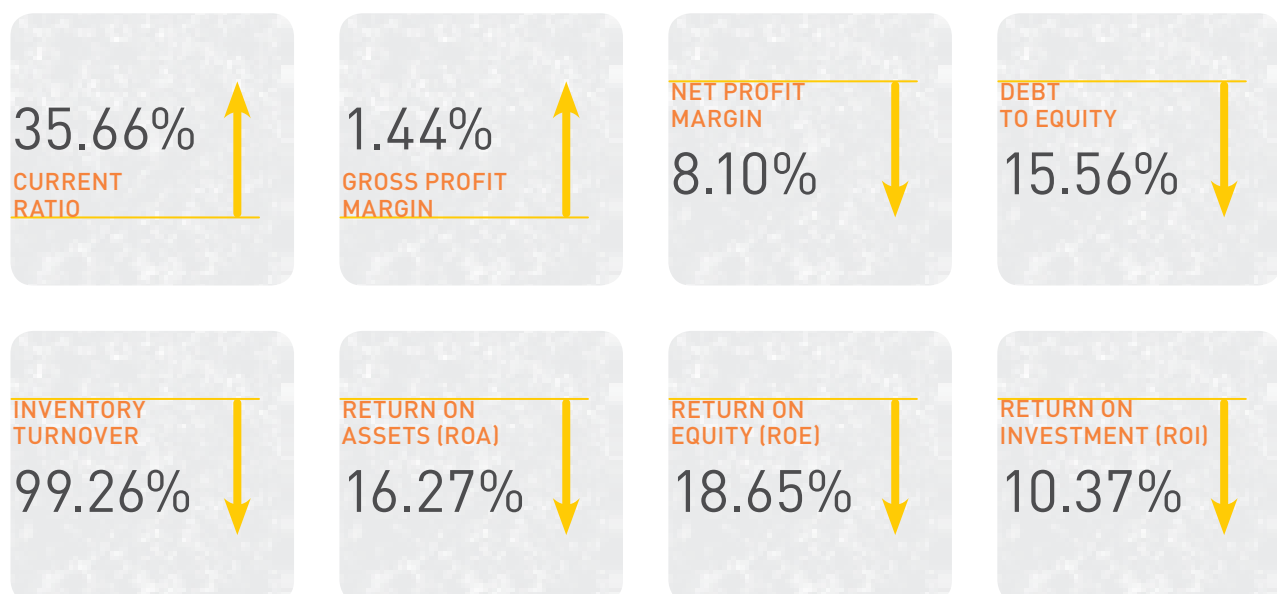 35.66%
CURRENT
RATIO
1.44%
GROSS PROFIT
MARGIN
NET PROFIT
MARGIN
8.10%
DEBT
TO EQUITY
15.56%
INVENTORY
TURNOVER
99.26%
RETURN ON
ASSETS (ROA)
16.27%
RETURN ON
EQUITY (ROE)
18.65%
RETURN ON
INVESTMENT (ROI)
10.37%